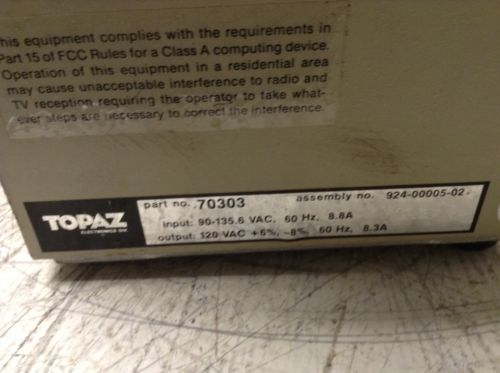 his equipment complies with the requirements in
Part 15 of FCC Rules for a Class A computing device.
Operation of this equipment in a residential area
may cause unacceptable interference to radio and
TV reception requiring the operator to take what-
ever steps are necessary to correct the interference.
part no. 70303 assembly no. 924-00005-02
input: 90-135.6 VAC, 60 Hz, 8.8A
output: 120 VAC +6%, -8%, 60 Hz, 8.3A
TOPAZ
ELECTRONICS DIV.